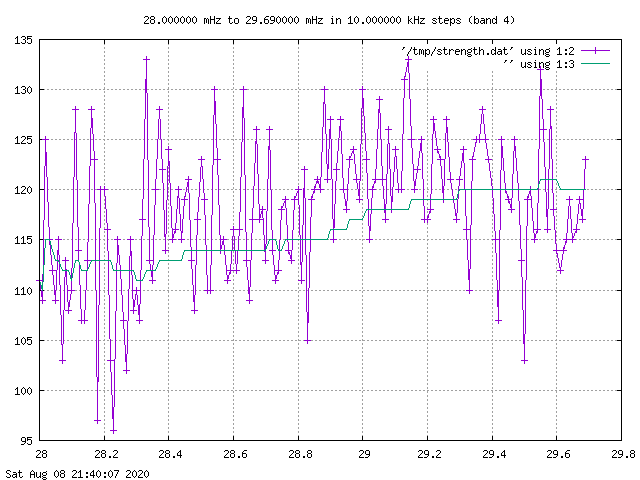 28.000000 mHz to 29.690000 mHz in 10.000000 kHz steps (band 4)
'/tmp/strength.dat' using 1:2
'' using 1:3
135
130
125
120
115
110
105
100
95
28 28.2 28.4 28.6 28.8 29 29.2 29.4 29.6 29.8
Sat Aug 08 21:40:07 2020